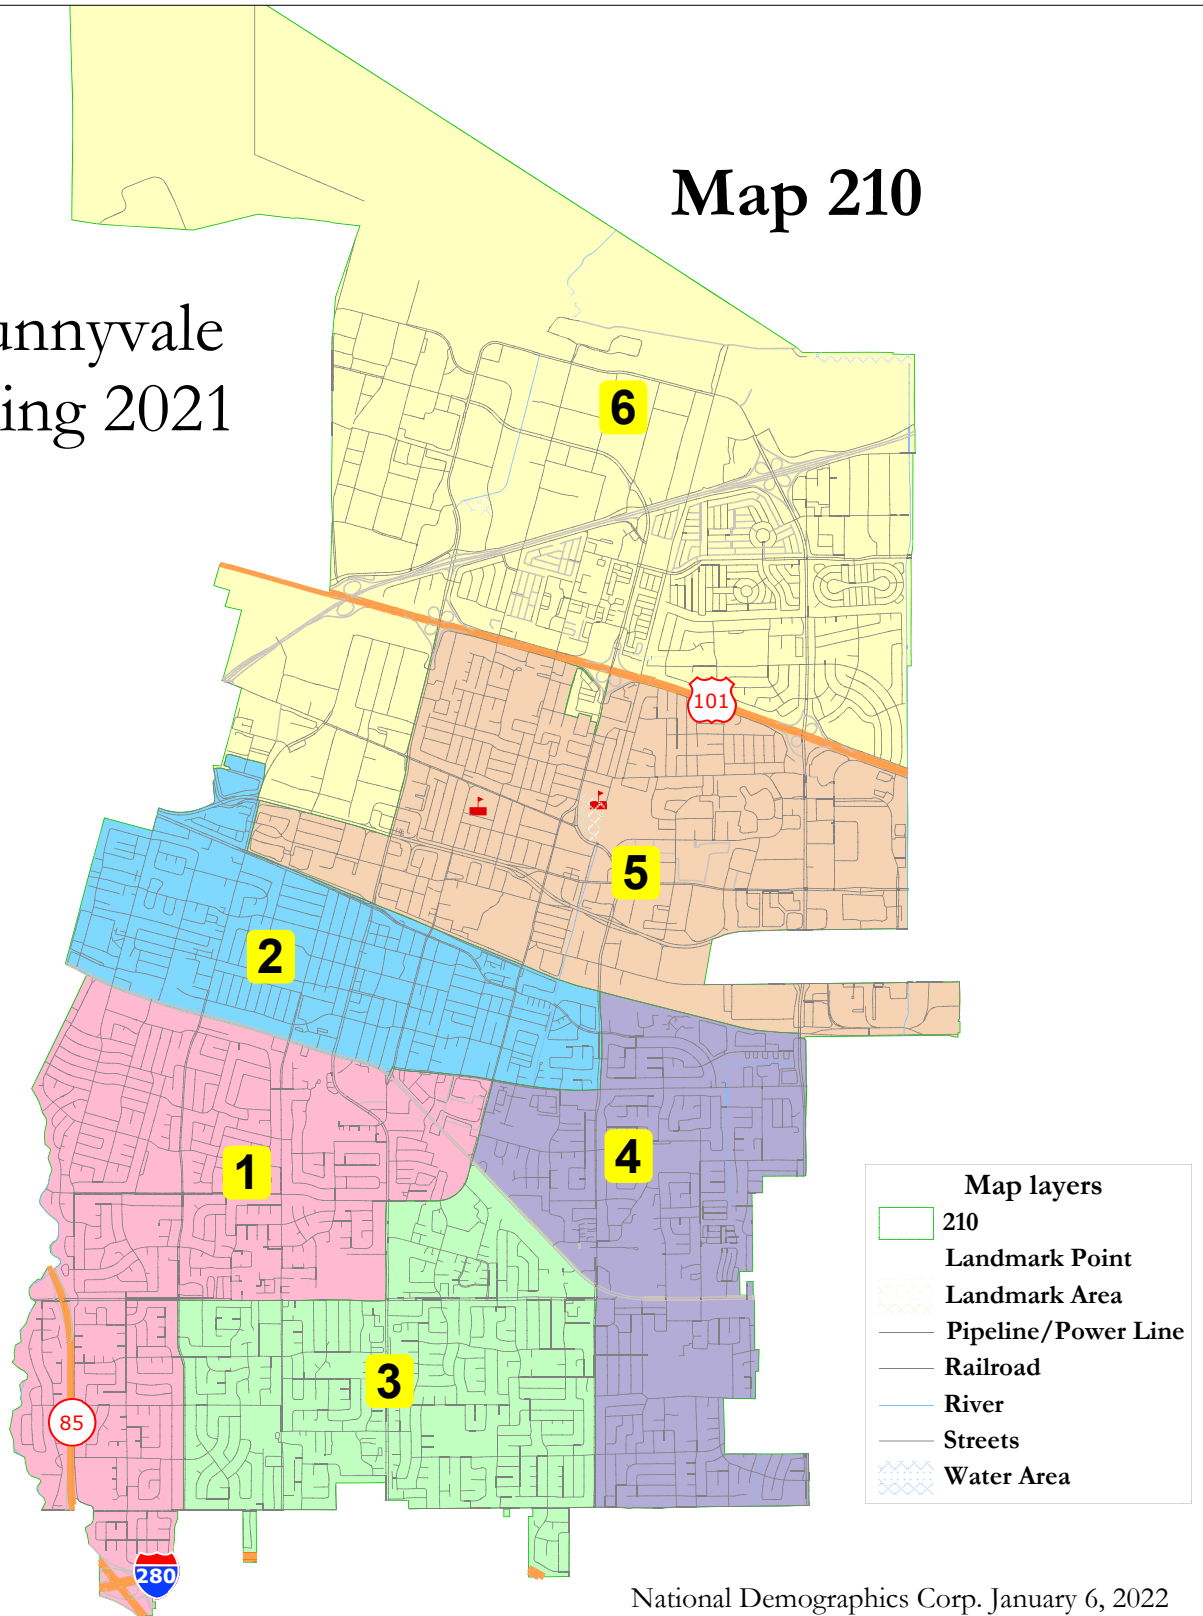 Map 210
unnyvale
ing 2021
6
101
5
2
4
1
3
85
280
Map layers
210
Landmark Point
Landmark Area
Pipeline/Power Line
Railroad
River
Streets
Water Area
National Demographics Corp. January 6, 2022